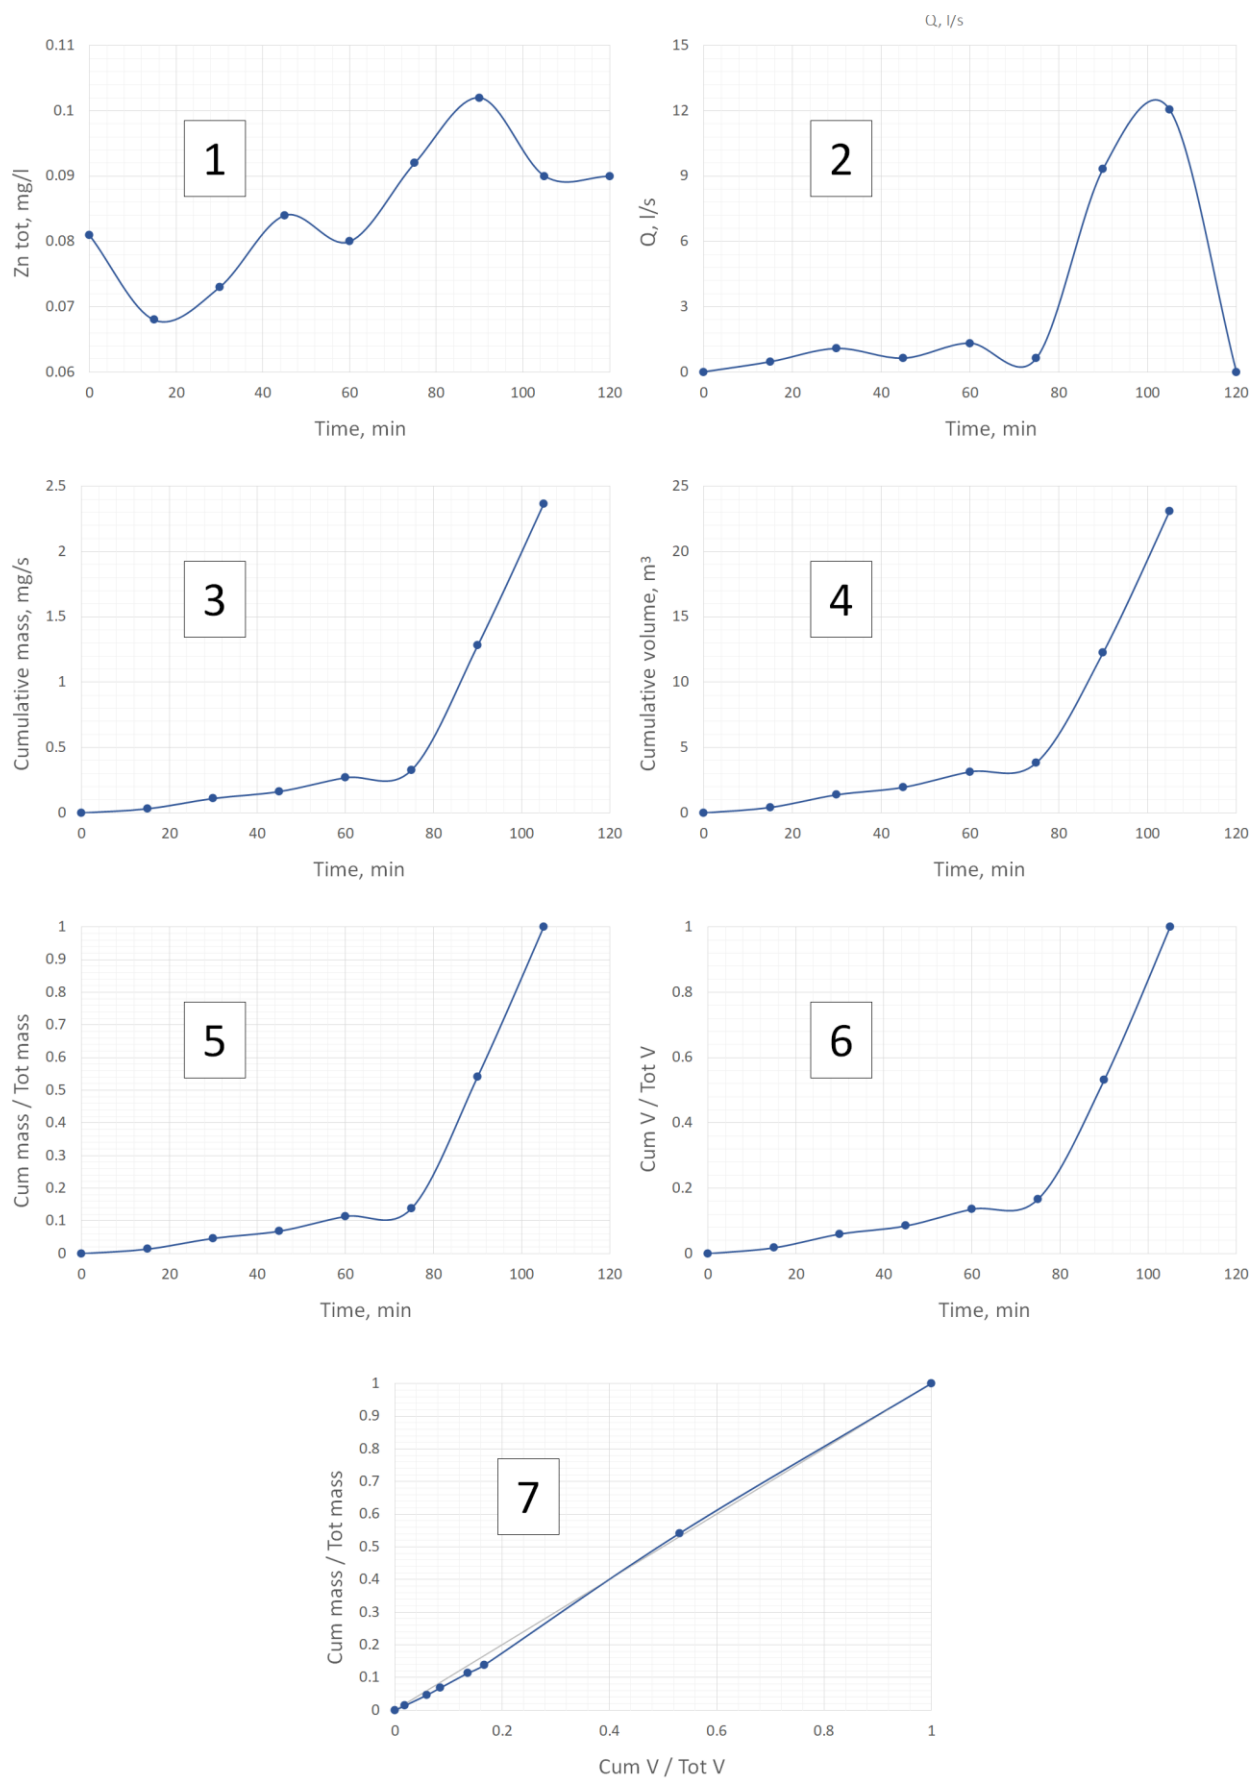 Q, l/s
0.11
0.1
0.09
0.08
0.07
0.06
Zn tot, mg/l
1
0 20 40 60 80 100 120
Time, min
15
12
9
6
3
0
Q, l/s
2
0 20 40 60 80 100 120
Time, min
2.5
2
1.5
1
0.5
0
Cumulative mass, mg/s
3
0 20 40 60 80 100 120
Time, min
25
20
15
10
5
0
Cumulative volume, m³
4
0 20 40 60 80 100 120
Time, min
1
0.9
0.8
0.7
0.6
0.5
0.4
0.3
0.2
0.1
0
Cum mass / Tot mass
5
0 20 40 60 80 100 120
Time, min
1
0.8
0.6
0.4
0.2
0
Cum V / Tot V
6
0 20 40 60 80 100 120
Time, min
1
0.9
0.8
0.7
0.6
0.5
0.4
0.3
0.2
0.1
0
Cum mass / Tot mass
7
0 0.2 0.4 0.6 0.8 1
Cum V / Tot V